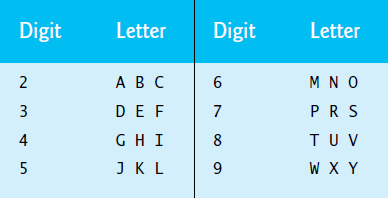 Digit Letter Digit Letter
2 A B C 6 M N O
3 D E F 7 P R S
4 G H I 8 T U V
5 J K L 9 W X Y